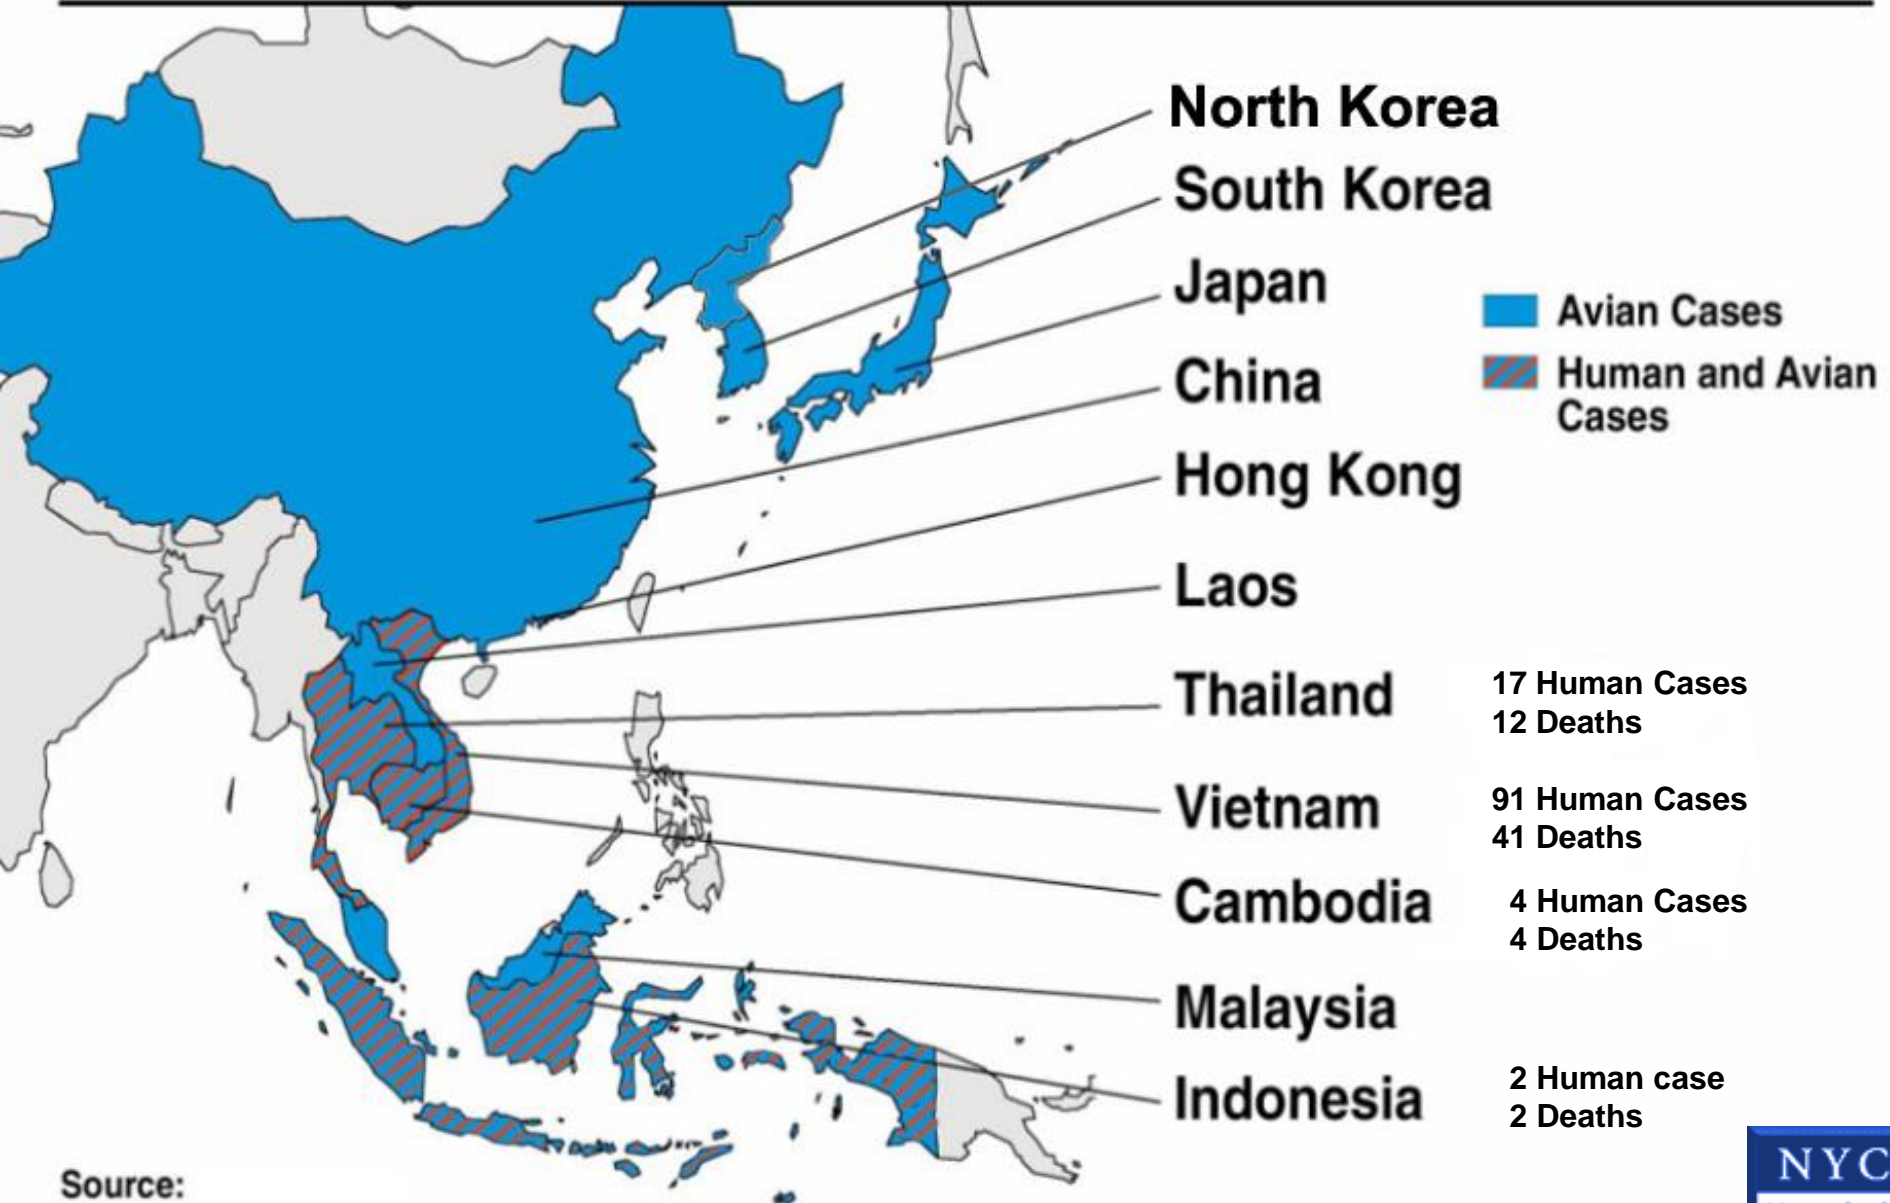 North Korea
South Korea
Japan
Avian Cases
Human and Avian
Cases
China
Hong Kong
Laos
Thailand
17 Human Cases
12 Deaths
Vietnam
91 Human Cases
41 Deaths
Cambodia
4 Human Cases
4 Deaths
Malaysia
Indonesia
2 Human case
2 Deaths
Source:
NYC